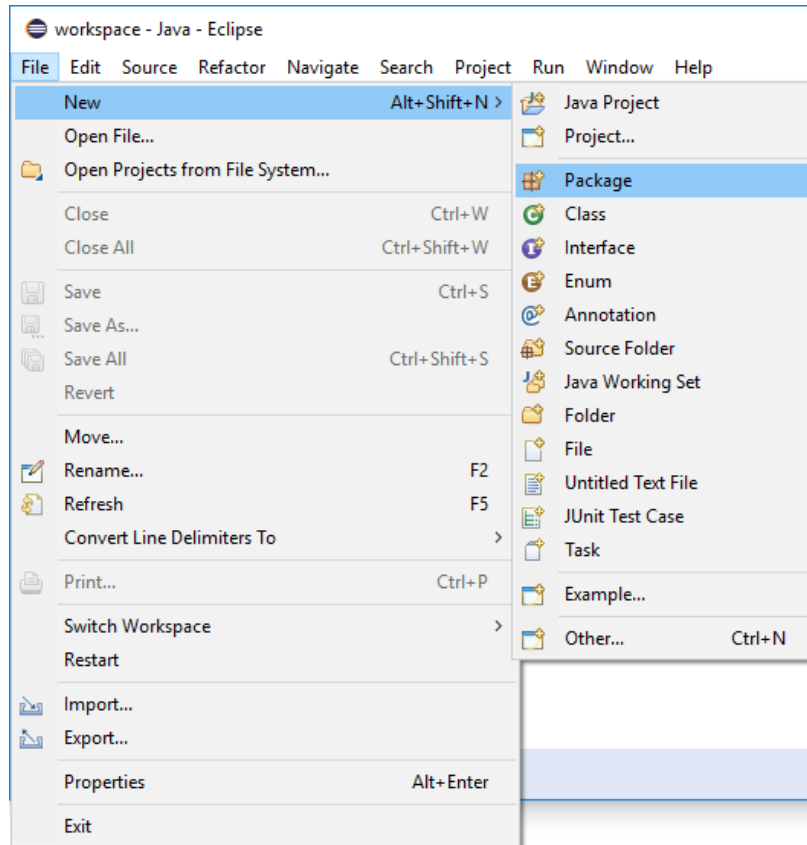 workspace - Java - Eclipse
File Edit Source Refactor Navigate Search Project Run Window Help
New Alt+Shift+N >
Open File...
Open Projects from File System...
Close Ctrl+W
Close All Ctrl+Shift+W
Save Ctrl+S
Save As...
Save All Ctrl+Shift+S
Revert
Move...
Rename... F2
Refresh F5
Convert Line Delimiters To >
Print... Ctrl+P
Switch Workspace >
Restart
Import...
Export...
Properties Alt+Enter
Exit
Java Project
Project...
Package
Class
Interface
Enum
Annotation
Source Folder
Java Working Set
Folder
File
Untitled Text File
JUnit Test Case
Task
Example...
Other... Ctrl+N